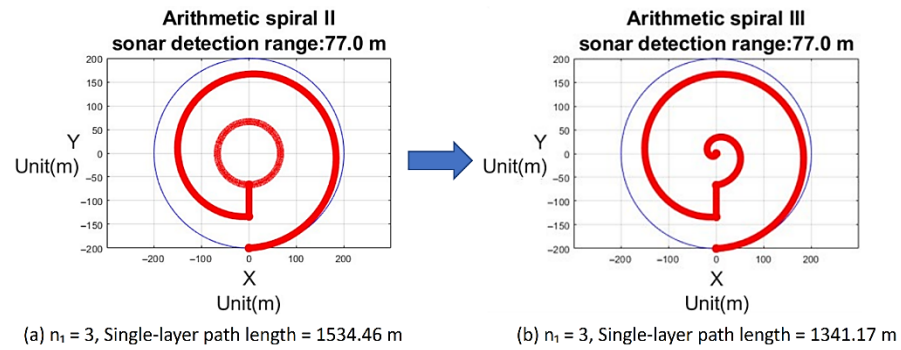 Arithmetic spiral II
sonar detection range:77.0 m
200
150
100
50
0
−50
−100
−150
−200
Y
Unit(m)
−200 −100 0 100 200
X
Unit(m)
(a) n₁ = 3, Single-layer path length = 1534.46 m
Arithmetic spiral III
sonar detection range:77.0 m
200
150
100
50
0
−50
−100
−150
−200
Y
Unit(m)
−200 −100 0 100 200
X
Unit(m)
(b) n₁ = 3, Single-layer path length = 1341.17 m